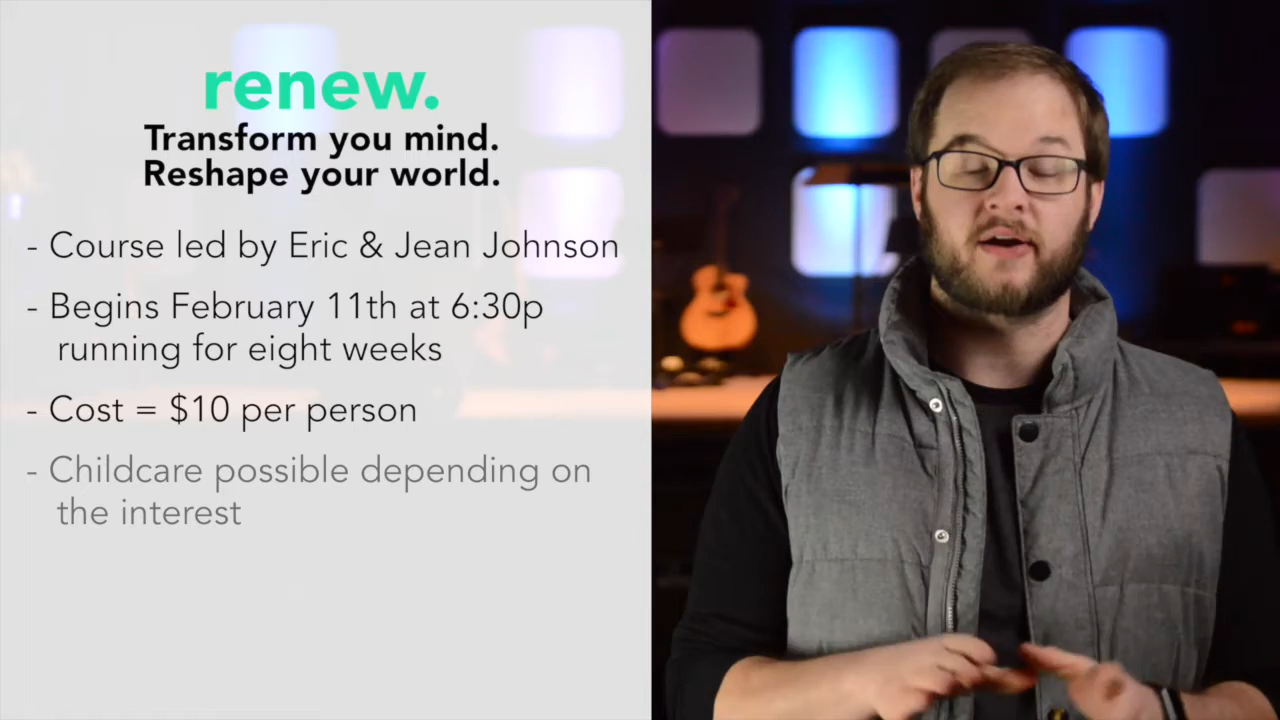 renew.
Transform you mind.
Reshape your world.
- Course led by Eric & Jean Johnson
- Begins February 11th at 6:30p
running for eight weeks
- Cost = $10 per person
- Childcare possible depending on
the interest